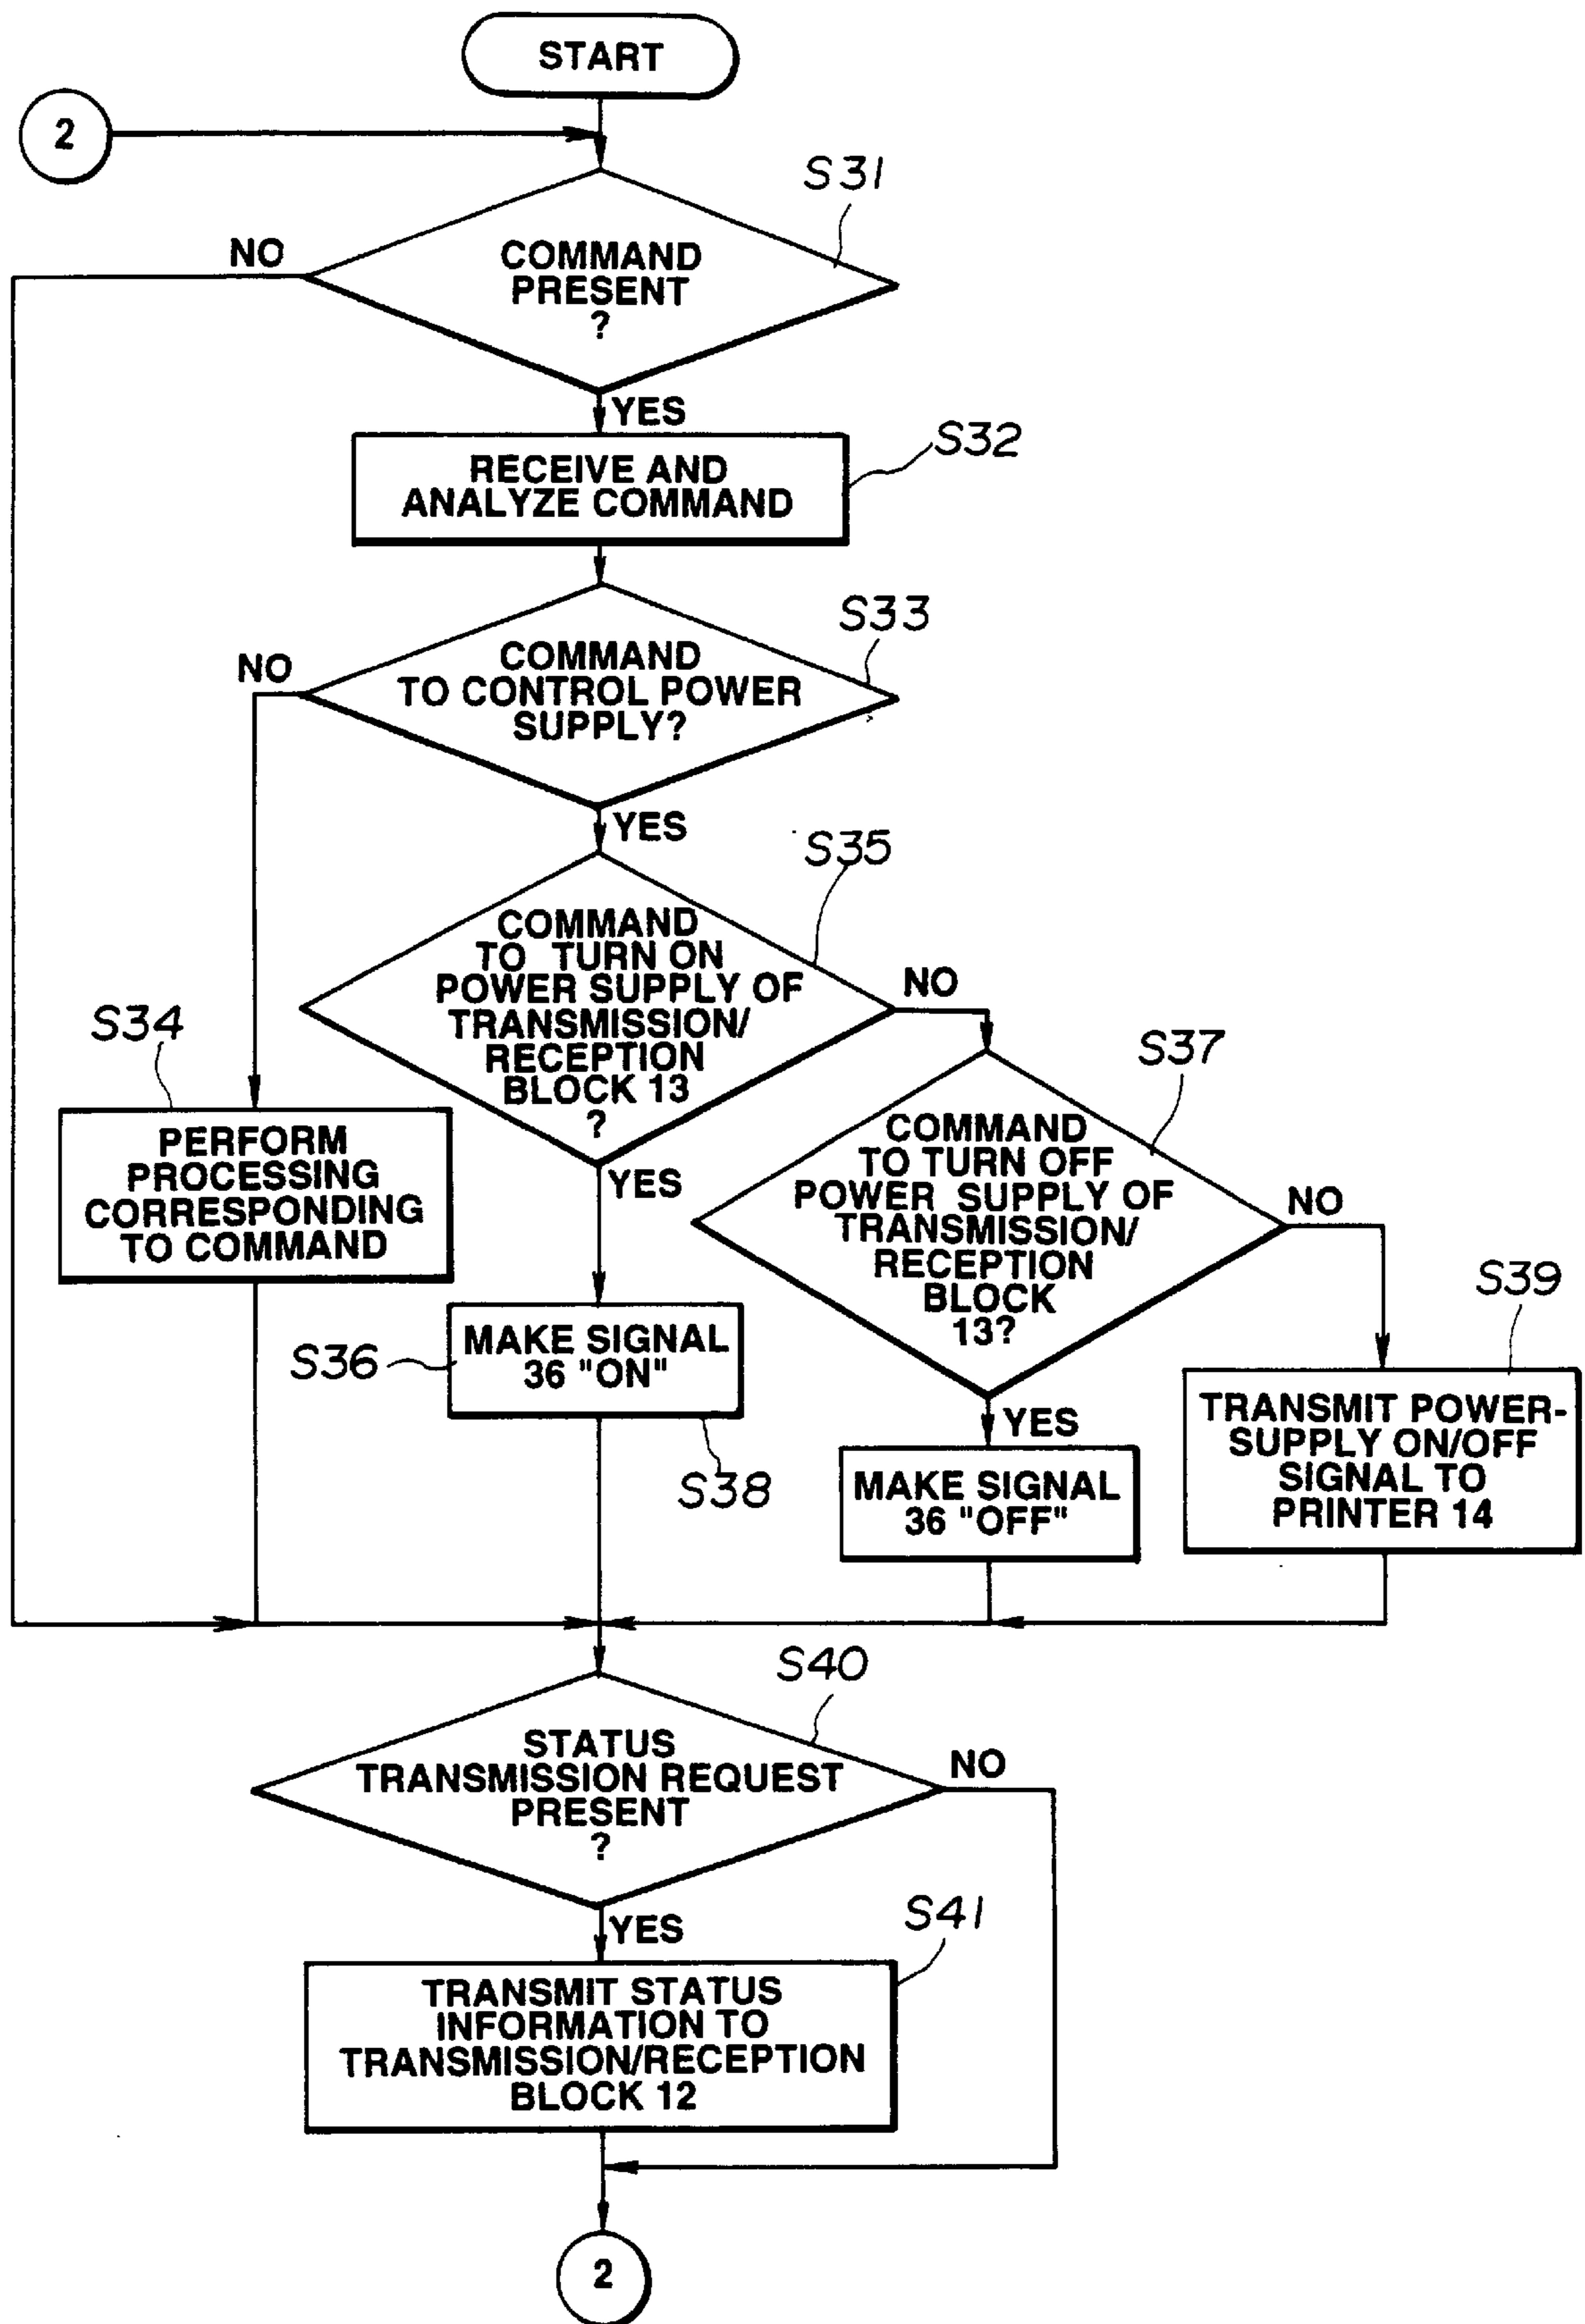 START
2
S31
NO
COMMAND
PRESENT
?
YES
S32
RECEIVE AND
ANALYZE COMMAND
S33
NO
COMMAND
TO CONTROL POWER
SUPPLY?
YES
S35
COMMAND
TO TURN ON
POWER SUPPLY OF
TRANSMISSION/
RECEPTION
BLOCK 13
?
NO
S34
S37
PERFORM
PROCESSING
CORRESPONDING
TO COMMAND
YES
COMMAND
TO TURN OFF
POWER SUPPLY OF
TRANSMISSION/
RECEPTION
BLOCK
13?
NO
S39
S36
MAKE SIGNAL
36 "ON"
S38
YES
MAKE SIGNAL
36 "OFF"
TRANSMIT POWER-
SUPPLY ON/OFF
SIGNAL TO
PRINTER 14
S40
STATUS
TRANSMISSION REQUEST
PRESENT
?
NO
YES
S41
TRANSMIT STATUS
INFORMATION TO
TRANSMISSION/RECEPTION
BLOCK 12
2